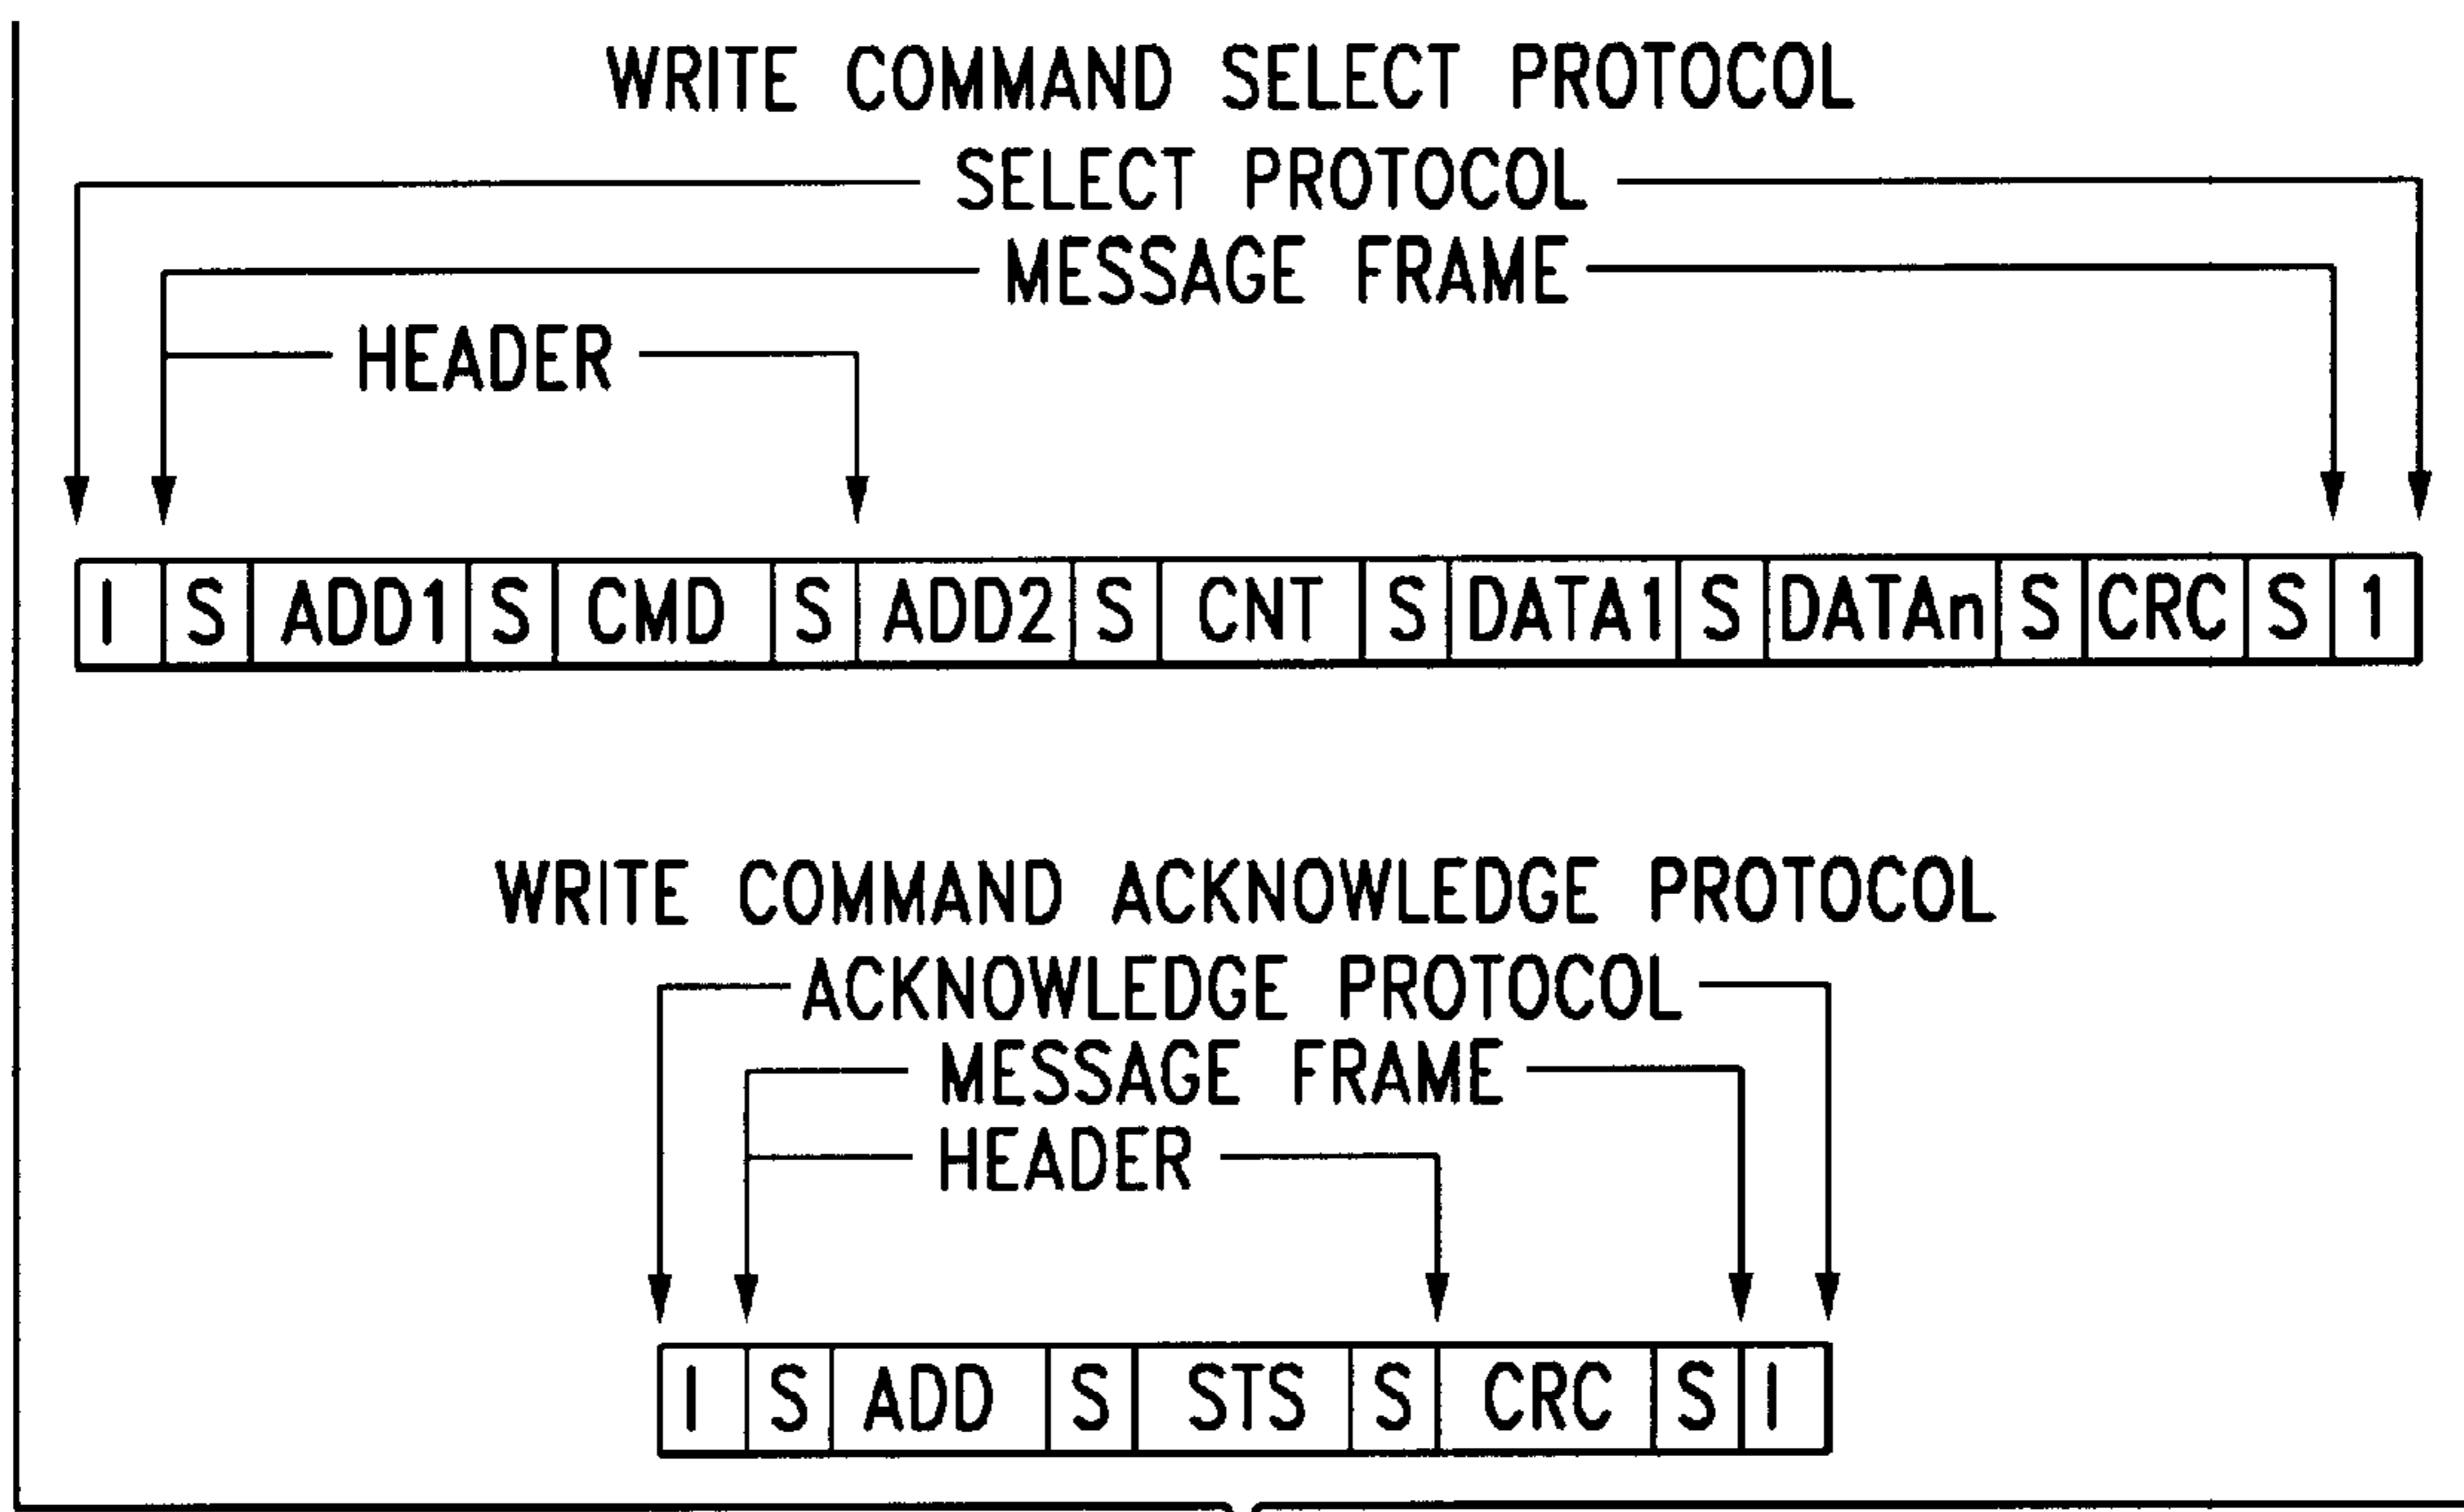 WRITE COMMAND SELECT PROTOCOL
SELECT PROTOCOL
MESSAGE FRAME
HEADER
I S ADD1 S CMD S ADD2 S CNT S DATA1 S DATAn S CRC S 1
WRITE COMMAND ACKNOWLEDGE PROTOCOL
ACKNOWLEDGE PROTOCOL
MESSAGE FRAME
HEADER
I S ADD S STS S CRC S I